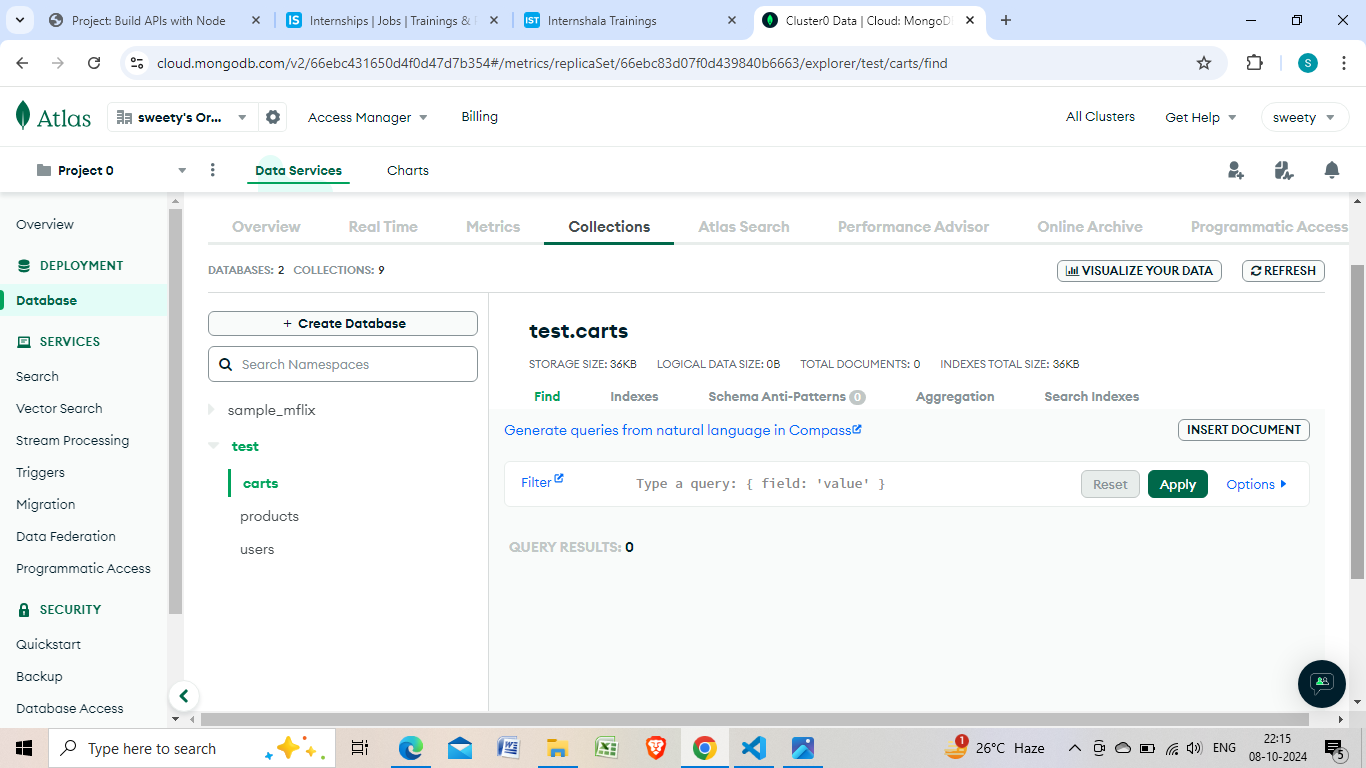 Project: Build APIs with Node
Internships | Jobs | Trainings &
Internshala Trainings
Cluster0 Data | Cloud: MongoD
cloud.mongodb.com/v2/66ebc431650d4f0d47d7b354#/metrics/replicaSet/66ebc83d07f0d439840b6663/explorer/test/carts/find
S
Atlas
sweety's Or...
Access Manager
Billing
All Clusters
Get Help
sweety
Project 0
Data Services
Charts
Overview
DEPLOYMENT
Database
SERVICES
Search
Vector Search
Stream Processing
Triggers
Migration
Data Federation
Programmatic Access
SECURITY
Quickstart
Backup
Database Access
Overview
Real Time
Metrics
Collections
Atlas Search
Performance Advisor
Online Archive
Programmatic Access
DATABASES: 2 COLLECTIONS: 9
VISUALIZE YOUR DATA
REFRESH
+ Create Database
Search Namespaces
sample_mflix
test
carts
products
users
test.carts
STORAGE SIZE: 36KB
LOGICAL DATA SIZE: 0B
TOTAL DOCUMENTS: 0
INDEXES TOTAL SIZE: 36KB
Find
Indexes
Schema Anti-Patterns 0
Aggregation
Search Indexes
Generate queries from natural language in Compass
INSERT DOCUMENT
Filter
Type a query: { field: 'value' }
Reset
Apply
Options
QUERY RESULTS: 0
Type here to search
1
26°C Haze
ENG
22:15
08-10-2024
5